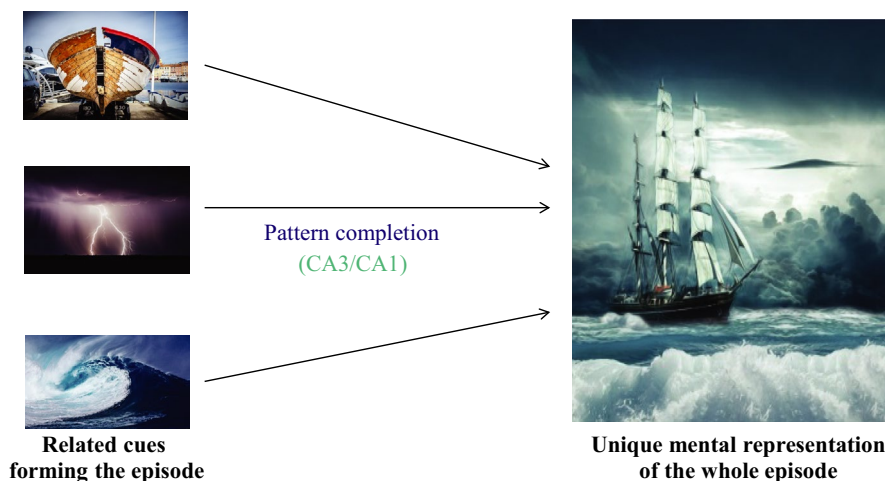 Pattern completion
(CA3/CA1)
Related cues
forming the episode
Unique mental representation
of the whole episode